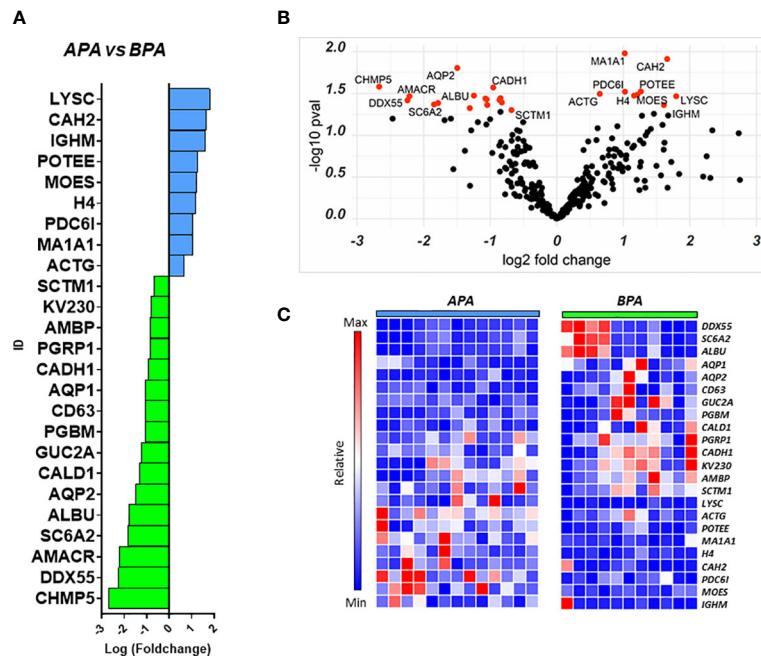 A
APA vs BPA
LYSC
CAH2
IGHM
POTEE
MOES
H4
PDC6I
MA1A1
ACTG
SCTM1
KV230
AMBP
PGRP1
CADH1
AQP1
CD63
PGBM
GUC2A
CALD1
AQP2
ALBU
SC6A2
AMACR
DDX55
CHMP5
ID
-3 -2 -1 0 1 2
Log (Foldchange)
B
2.0
1.5
1.0
0.5
0.0
-log10 pval
MA1A1
CAH2
AQP2
CHMP5
CADH1
AMACR
PDC6I
POTEE
DDX55
ALBU
ACTG
H4
MOES
LYSC
SC6A2
SCTM1
IGHM
-3 -2 -1 0 1 2 3
log2 fold change
C
APA
BPA
Max
Relative
Min
DDX55
SC6A2
ALBU
AQP1
AQP2
CD63
GUC2A
PGBM
CALD1
PGRP1
CADH1
KV230
AMBP
SCTM1
LYSC
ACTG
POTEE
MA1A1
H4
CAH2
PDC6I
MOES
IGHM